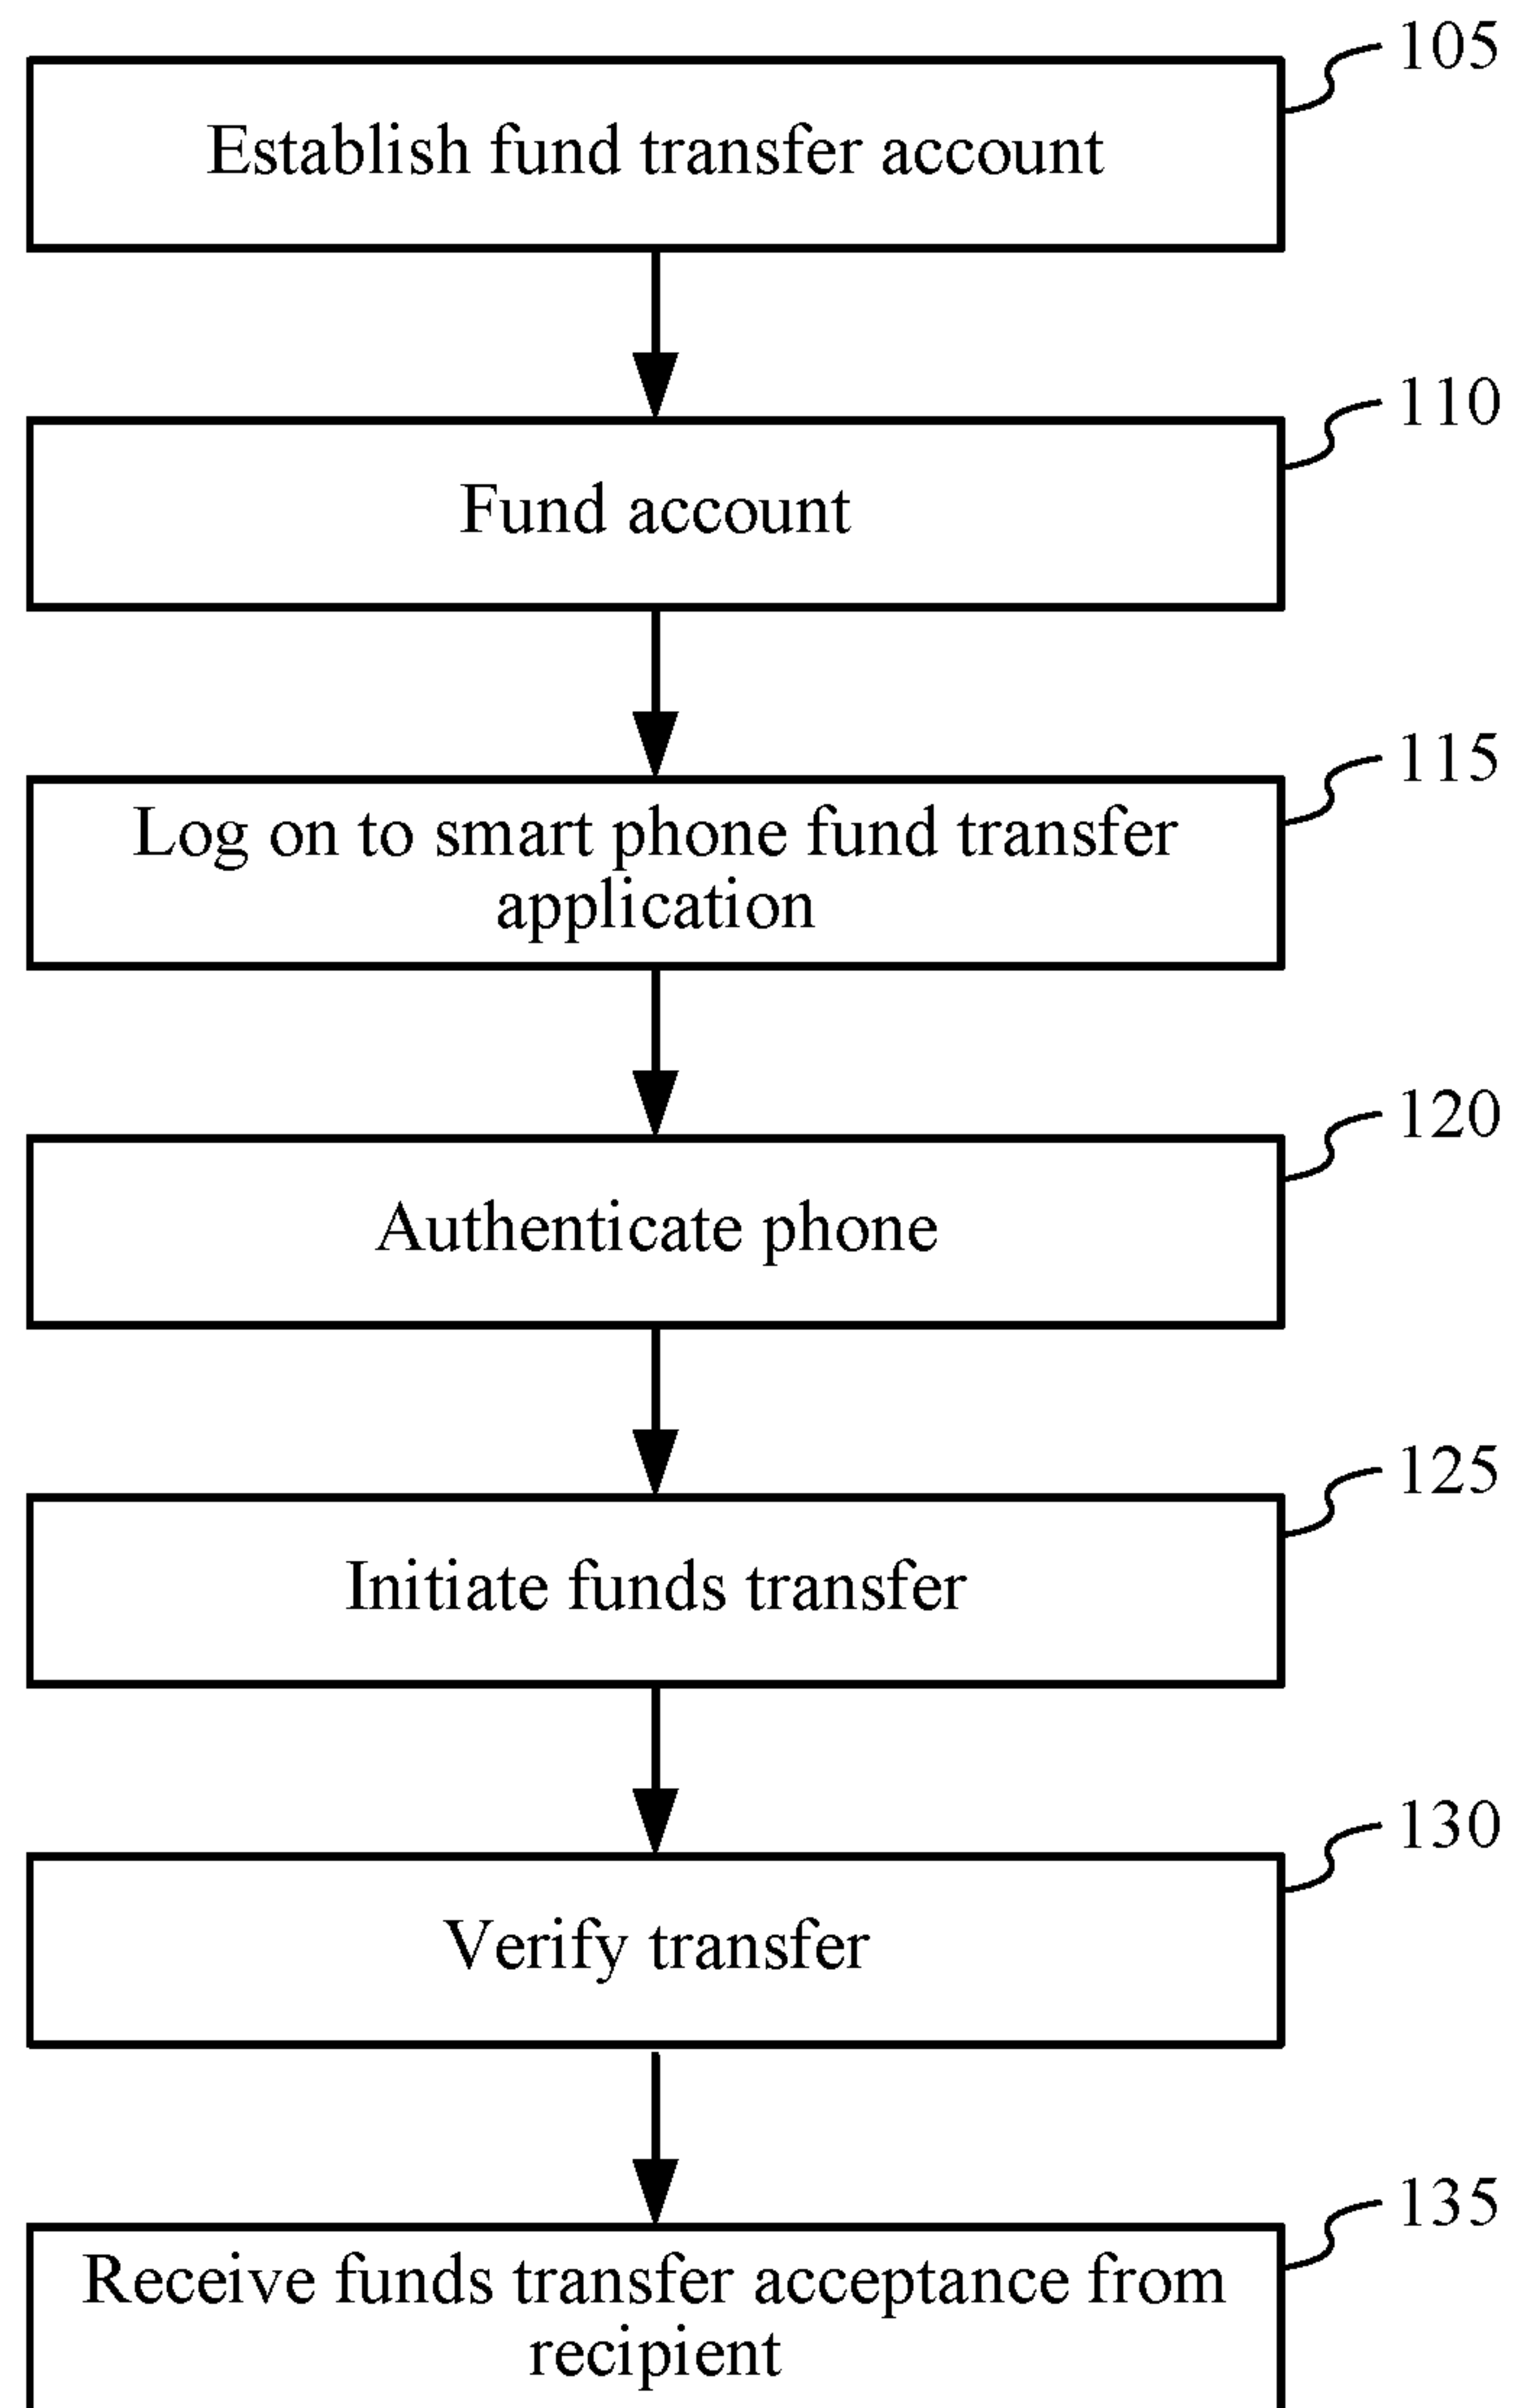 105
Establish fund transfer account
110
Fund account
115
Log on to smart phone fund transfer
application
120
Authenticate phone
125
Initiate funds transfer
130
Verify transfer
135
Receive funds transfer acceptance from
recipient